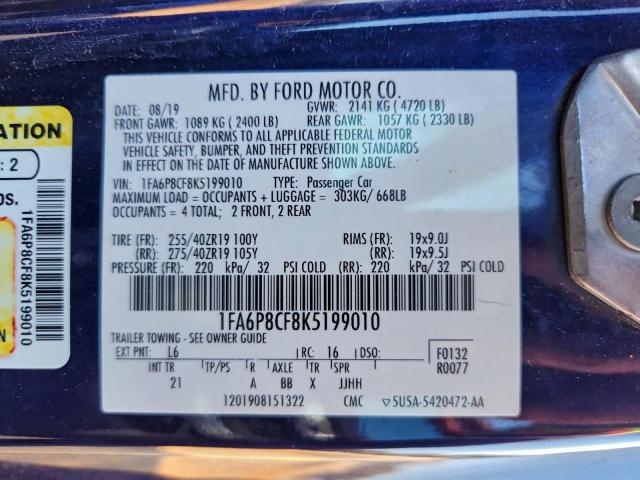 MFD. BY FORD MOTOR CO.
DATE: 08/19 GVWR: 2141 KG ( 4720 LB)
FRONT GAWR: 1089 KG ( 2400 LB) REAR GAWR: 1057 KG ( 2330 LB)
THIS VEHICLE CONFORMS TO ALL APPLICABLE FEDERAL MOTOR
VEHICLE SAFETY, BUMPER, AND THEFT PREVENTION STANDARDS
IN EFFECT ON THE DATE OF MANUFACTURE SHOWN ABOVE.
VIN: 1FA6P8CF8K5199010 TYPE: Passenger Car
MAXIMUM LOAD = OCCUPANTS + LUGGAGE = 303KG/ 668LB
OCCUPANTS = 4 TOTAL; 2 FRONT, 2 REAR
TIRE (FR): 255/40ZR19 100Y RIMS (FR): 19x9.0J
(RR): 275/40ZR19 105Y (RR): 19x9.5J
PRESSURE (FR): 220 kPa/ 32 PSI COLD (RR): 220 kPa/ 32 PSI COLD
1FA6P8CF8K5199010
TRAILER TOWING - SEE OWNER GUIDE
EXT PNT: L6 RC: 16 DSO: F0132
INT TR TP/PS R AXLE TR SPR R0077
21 A BB X JJHH
1201908151322 CMC ▽5U5A-5420472-AA
ATION
: 2
OS.
1FA6P8CF8K5199010
N